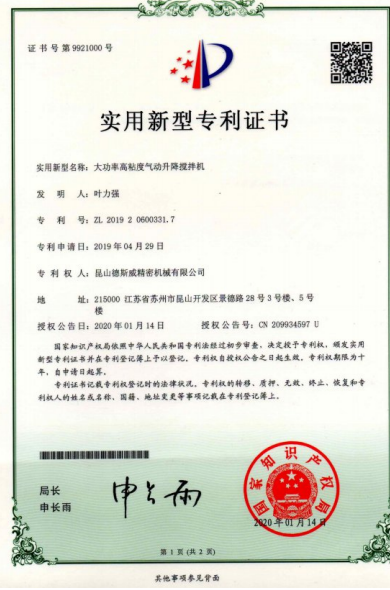 证书号第9921000号
实用新型专利证书
实用新型名称：大功率高粘度气动升降搅拌机
发明人：叶力强
专利号：ZL 2019 2 0600331.7
专利申请日：2019年04月29日
专利权人：昆山德斯威精密机械有限公司
地址：215000 江苏省苏州市昆山开发区景德路28号3号楼、5号
楼
授权公告日：2020年01月14日 授权公告号：CN 209934597 U
国家知识产权局依照中华人民共和国专利法经过初步审查，决定授予专利权，颁发实用
新型专利证书并在专利登记簿上予以登记。专利权自授权公告之日起生效。专利权期限为十
年，自申请日起算。
专利证书记载专利权登记时的法律状况。专利权的转移、质押、无效、终止、恢复和专
利权人的姓名或名称、国籍、地址变更等事项记载在专利登记簿上。
局长
申长雨
申长雨
国家知识产权局
2020年01月14日
第1页（共2页）
其他事项参见背面